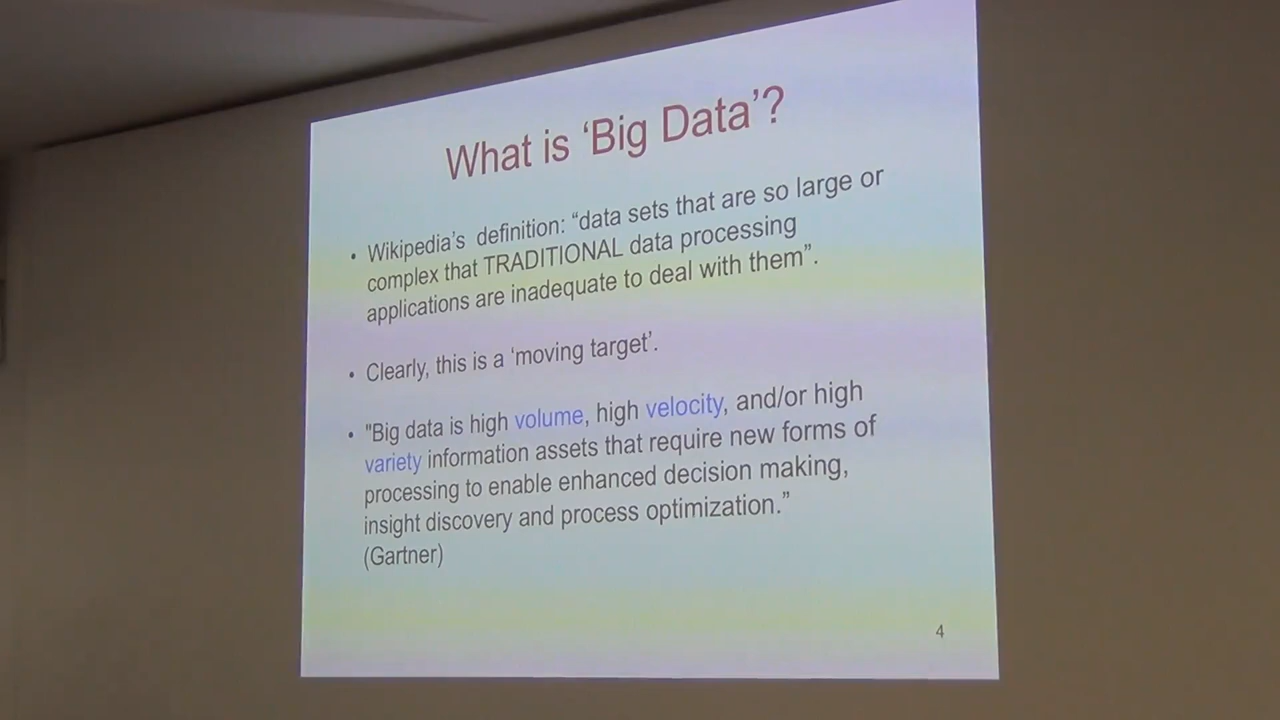 What is ‘Big Data’?
• Wikipedia’s definition: “data sets that are so large or
complex that TRADITIONAL data processing
applications are inadequate to deal with them”.
• Clearly, this is a ‘moving target’.
• "Big data is high volume, high velocity, and/or high
variety information assets that require new forms of
processing to enable enhanced decision making,
insight discovery and process optimization.”
(Gartner)
4